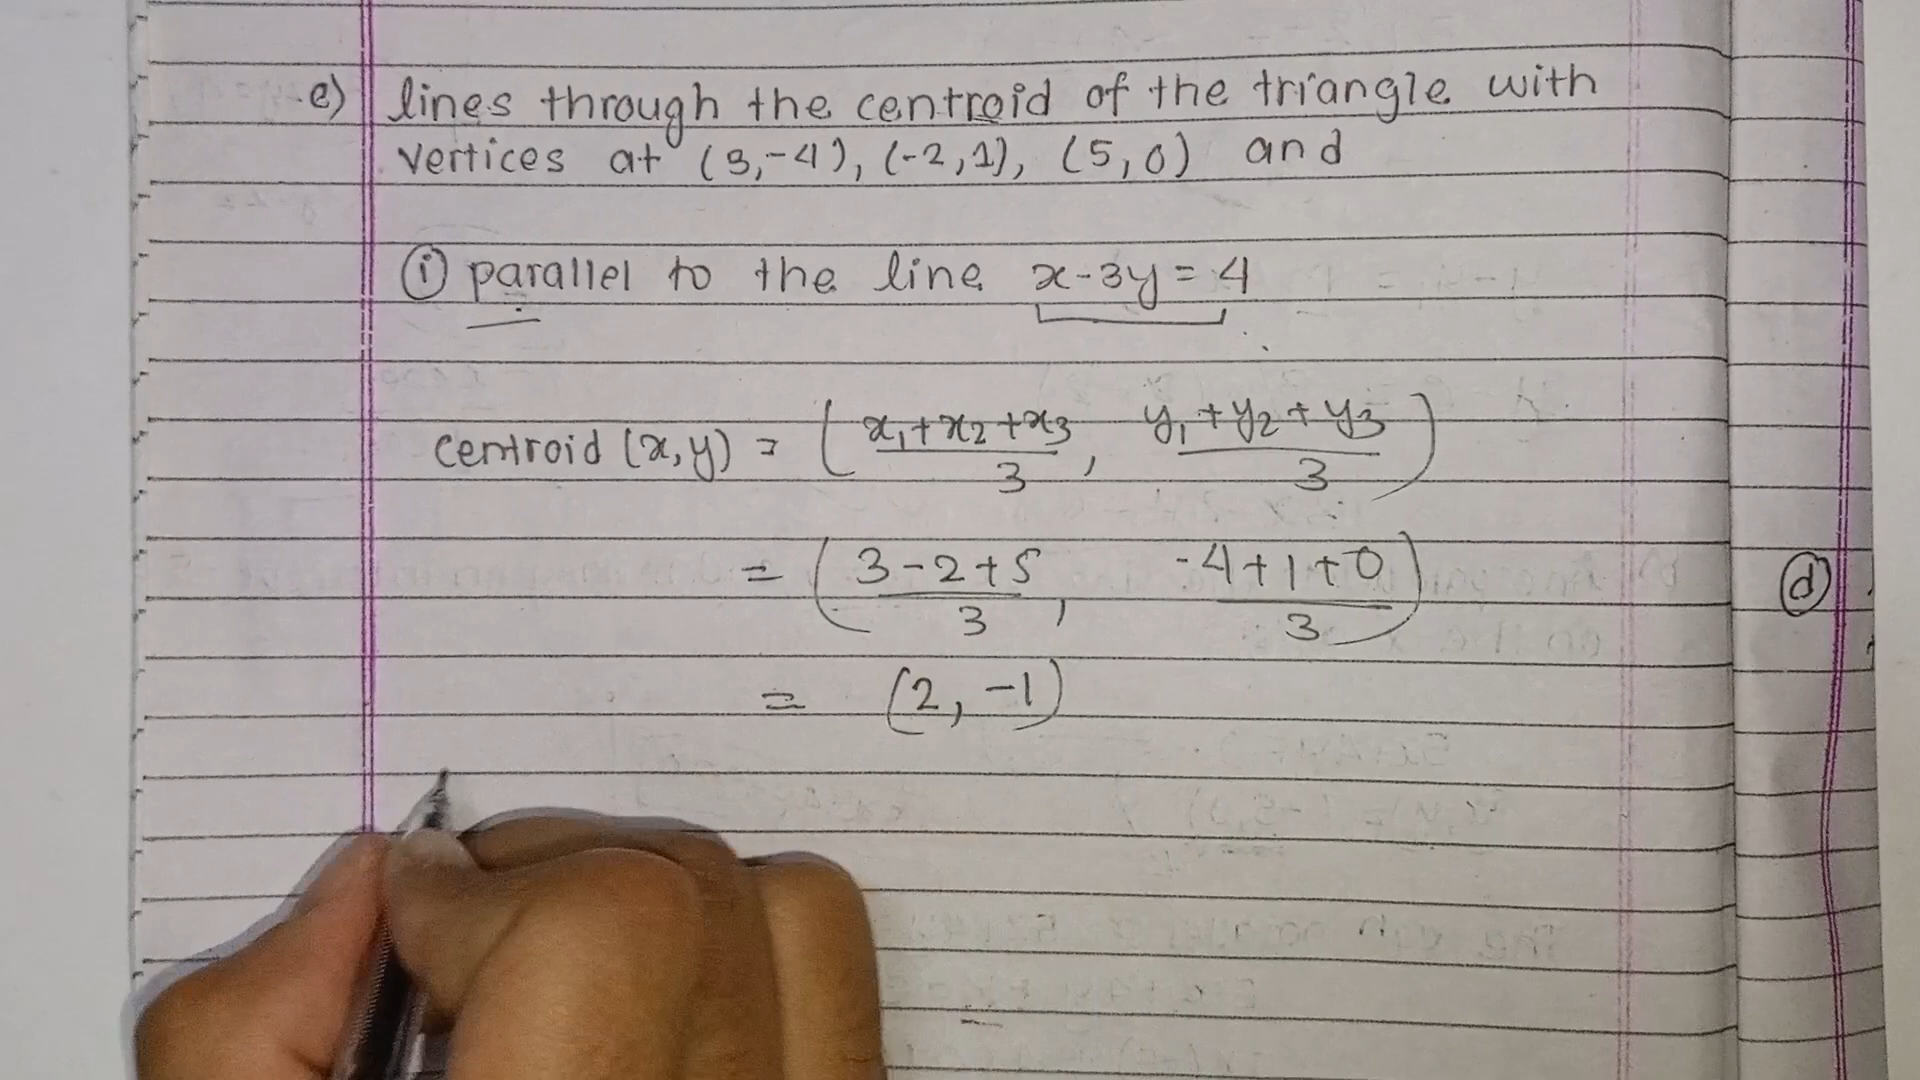 e) lines through the centroid of the triangle with
vertices at (3,-4), (-2,1), (5,0) and
(i) parallel to the line x-3y = 4
centroid (x,y) = ( x₁+x₂+x₃ / 3 , y₁+y₂+y₃ / 3 )
= ( 3-2+5 / 3 , -4+1+0 / 3 )
(d)
= (2, -1)